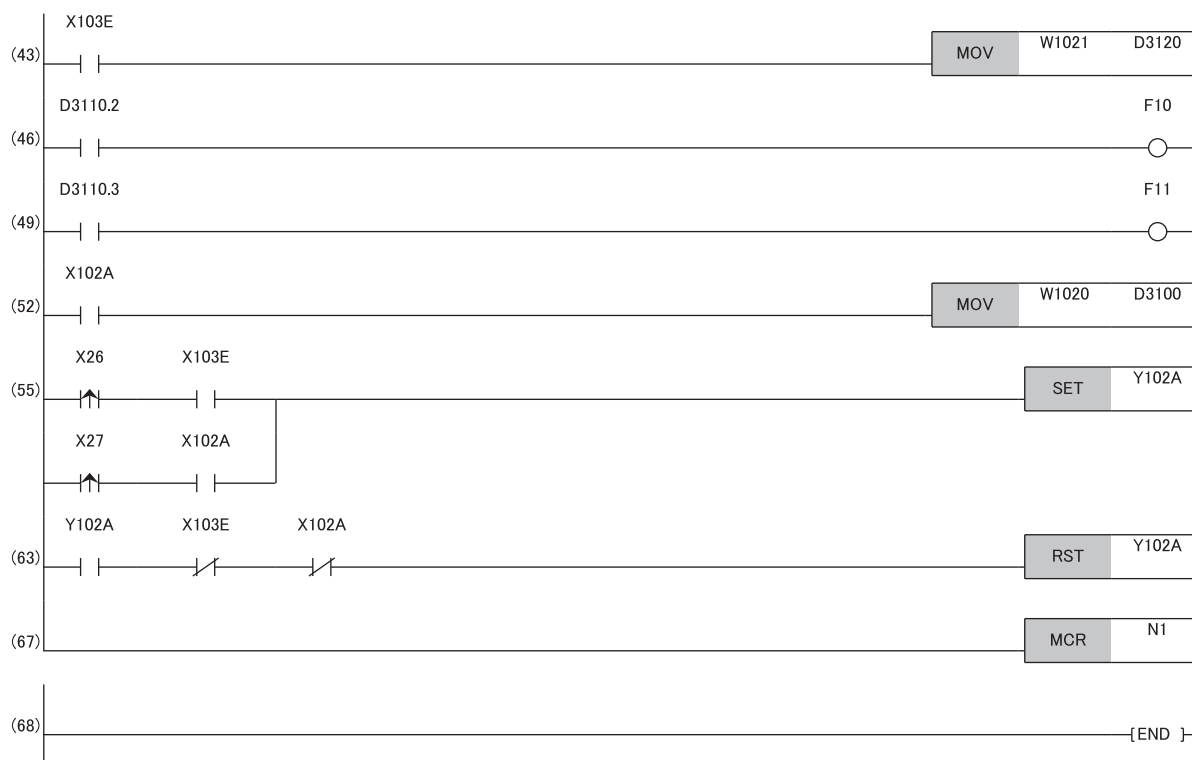 X103E
(43) MOV W1021 D3120
D3110.2 F10
(46)
D3110.3 F11
(49)
X102A
(52) MOV W1020 D3100
X26 X103E
(55) SET Y102A
X27 X102A
Y102A X103E X102A
(63) RST Y102A
(67) MCR N1
(68) [END ]